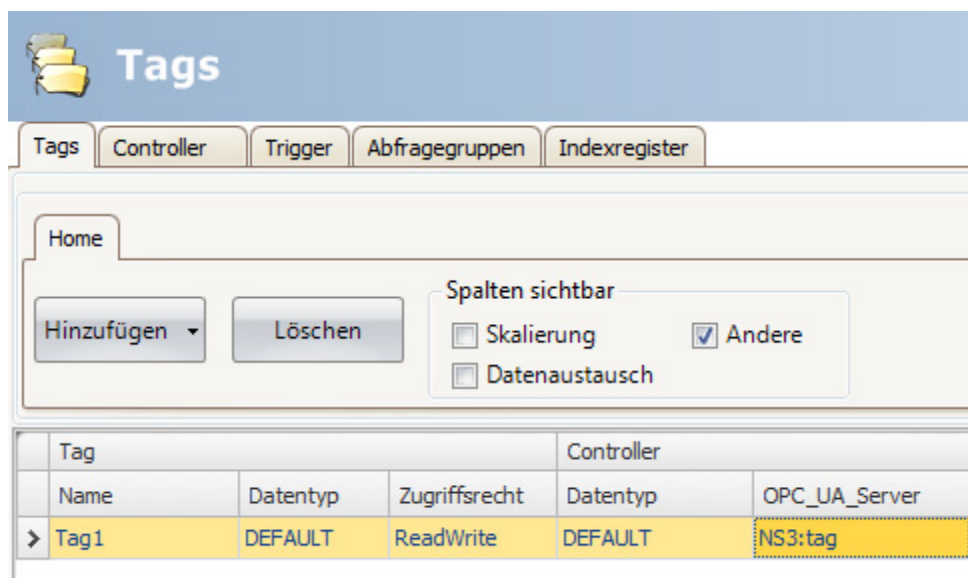 Tags
Tags Controller Trigger Abfragegruppen Indexregister
Home
Spalten sichtbar
Hinzufügen Löschen Skalierung Andere
Datenaustausch
Tag Controller
Name Datentyp Zugriffsrecht Datentyp OPC_UA_Server
Tag1 DEFAULT ReadWrite DEFAULT NS3:tag